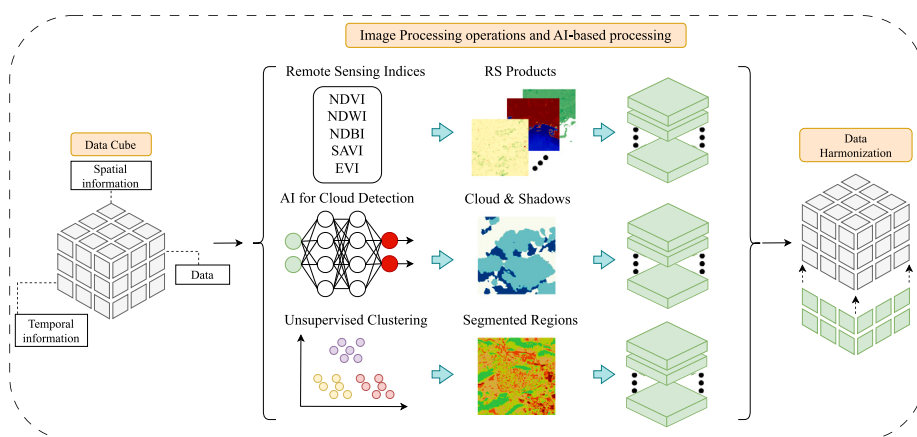 Image Processing operations and AI-based processing
Data Cube
Spatial
information
Data
Temporal
information
Remote Sensing Indices
NDVI
NDWI
NDBI
SAVI
EVI
RS Products
AI for Cloud Detection
Cloud & Shadows
Unsupervised Clustering
Segmented Regions
Data
Harmonization